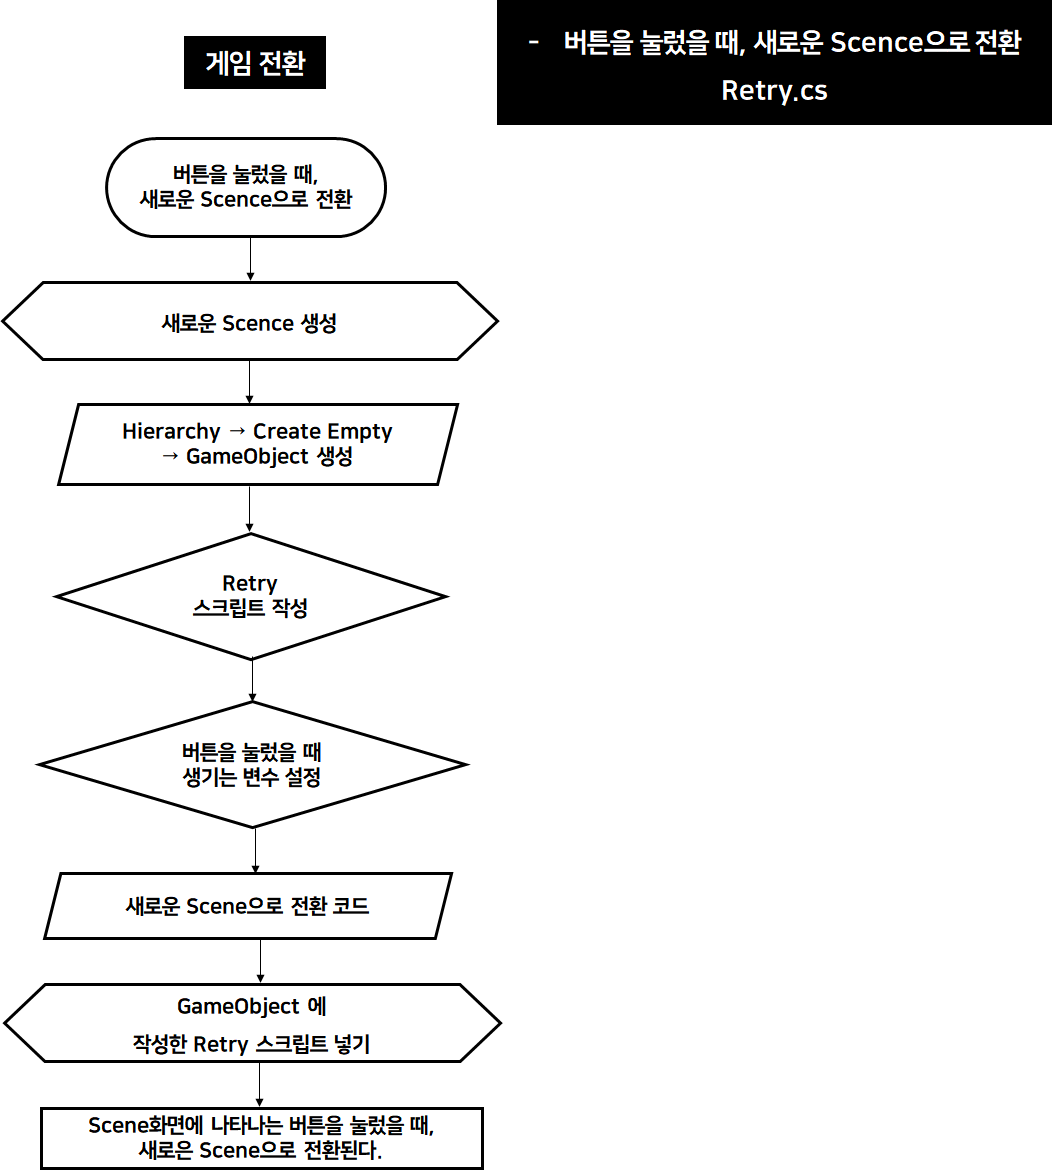 게임 전환
- 버튼을 눌렀을 때, 새로운 Scence으로 전환
Retry.cs
버튼을 눌렀을 때,
새로운 Scence으로 전환
새로운 Scence 생성
Hierarchy → Create Empty
→ GameObject 생성
Retry
스크립트 작성
버튼을 눌렀을 때
생기는 변수 설정
새로운 Scene으로 전환 코드
GameObject 에
작성한 Retry 스크립트 넣기
Scene화면에 나타나는 버튼을 눌렀을 때,
새로은 Scene으로 전환된다.